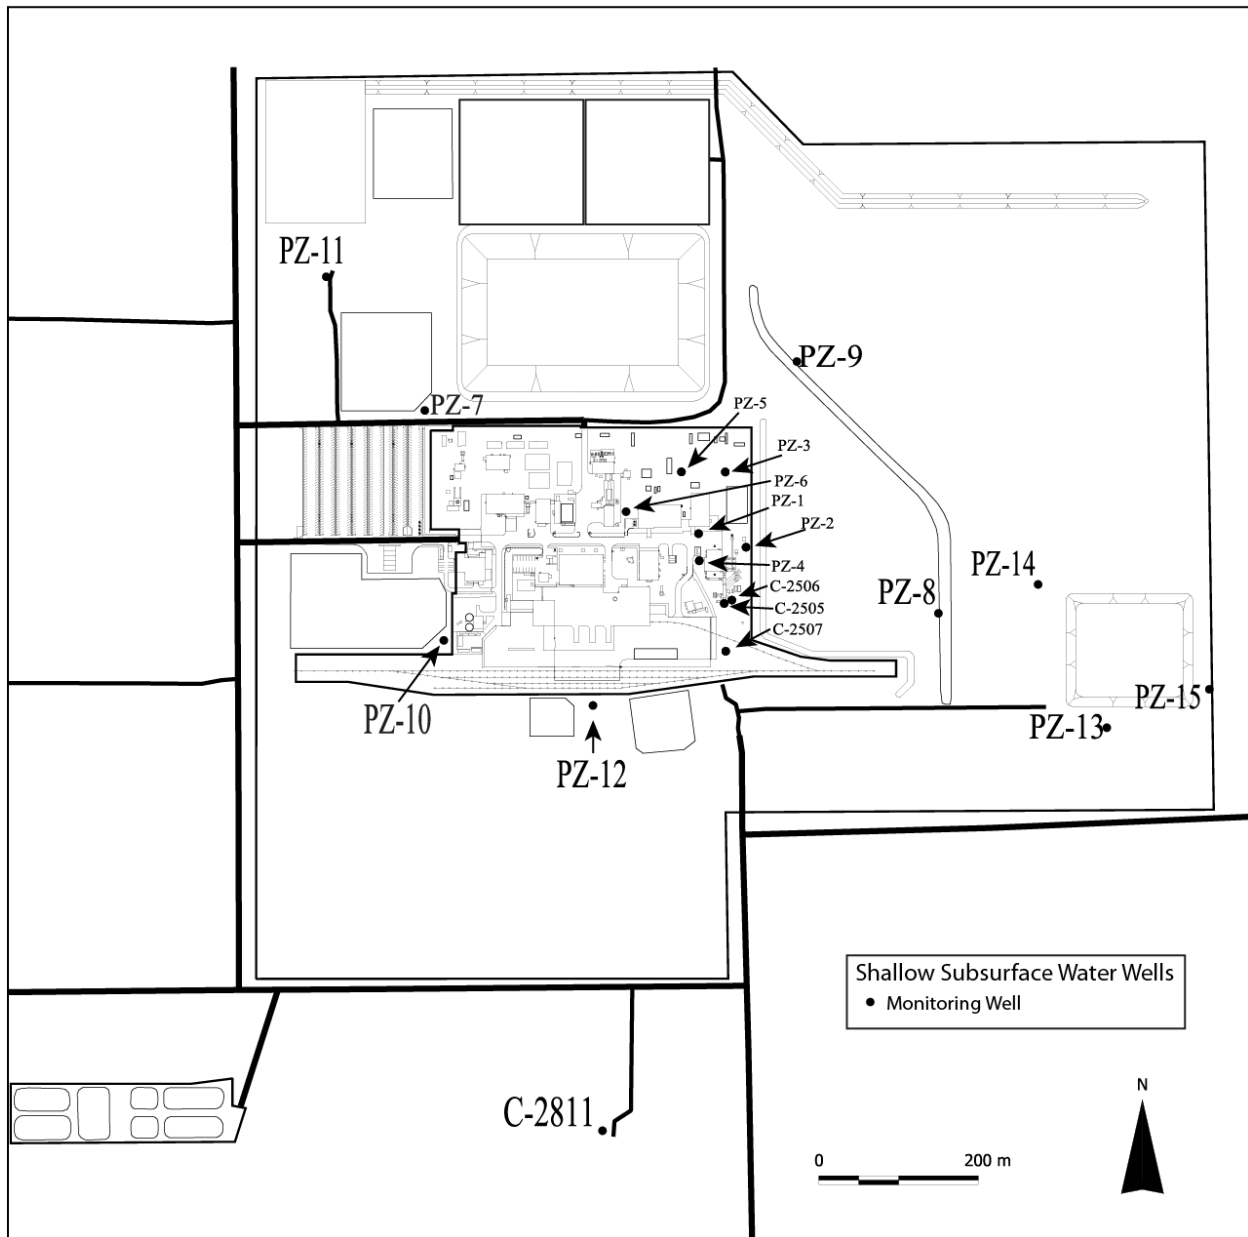 PZ-11
PZ-9
PZ-7
PZ-5
PZ-3
PZ-6
PZ-1
PZ-2
PZ-4
PZ-14
C-2506
PZ-8
C-2505
C-2507
PZ-15
PZ-10
PZ-13
PZ-12
Shallow Subsurface Water Wells
Monitoring Well
C-2811
N
0 200 m